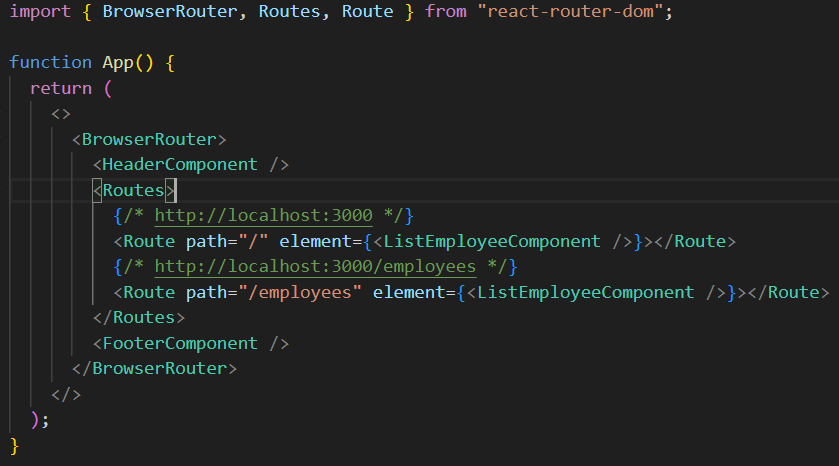 import { BrowserRouter, Routes, Route } from "react-router-dom";
function App() {
return (
<>
<BrowserRouter>
<HeaderComponent />
<Routes>
{/* http://localhost:3000 */}
<Route path="/" element={<ListEmployeeComponent />}></Route>
{/* http://localhost:3000/employees */}
<Route path="/employees" element={<ListEmployeeComponent />}></Route>
</Routes>
<FooterComponent />
</BrowserRouter>
</>
);
}